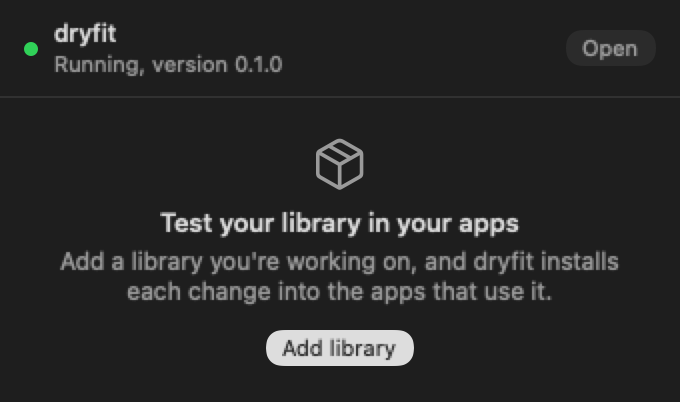 dryfit
Running, version 0.1.0
Open
Test your library in your apps
Add a library you're working on, and dryfit installs
each change into the apps that use it.
Add library